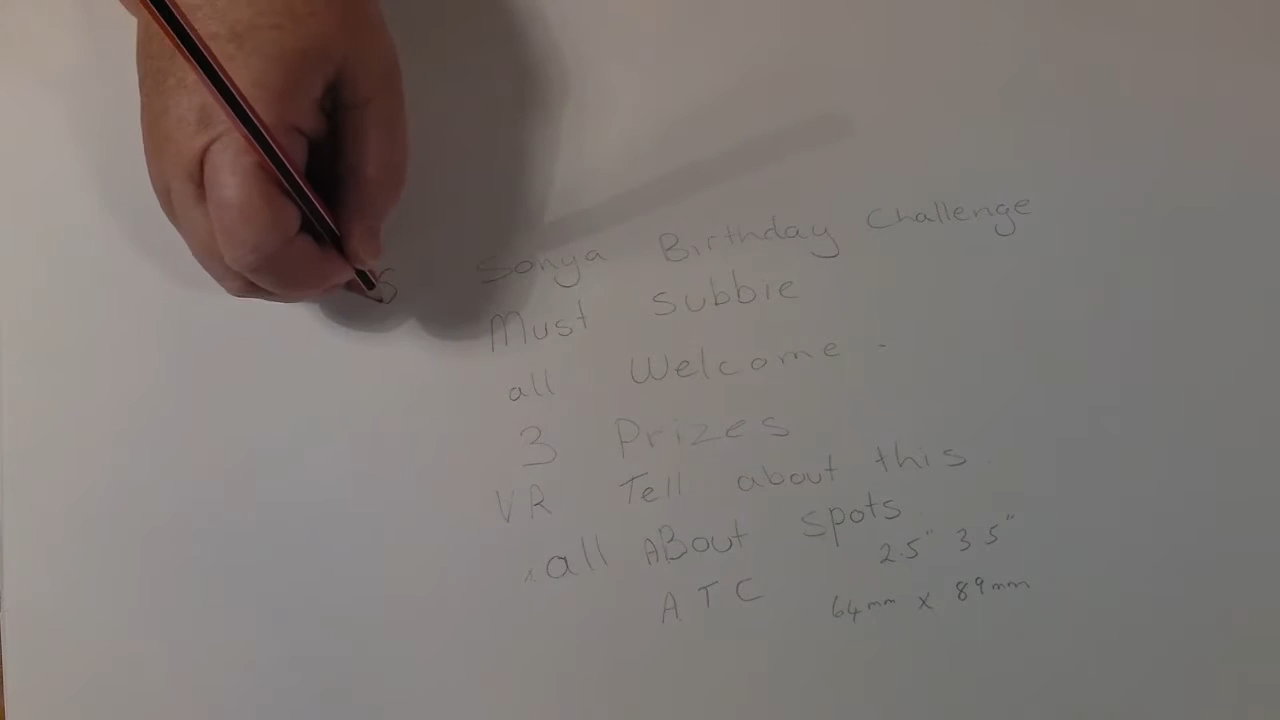 S Sonya Birthday Challenge
Must Subbie
all Welcome.
3 Prizes
VR Tell about this.
all ABout spots
2.5" 3.5"
ATC 64mm x 89mm